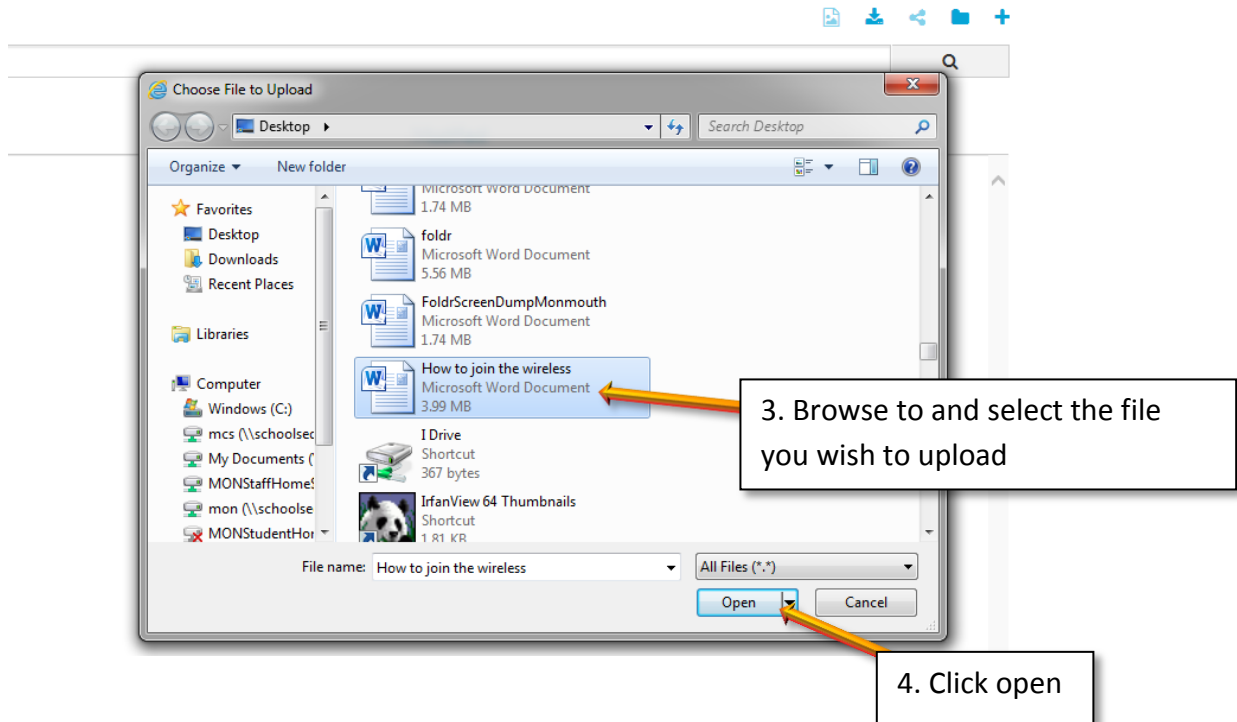 Choose File to Upload
Desktop
Search Desktop
Organize
New folder
Favorites
Desktop
Downloads
Recent Places
Libraries
Computer
Windows (C:)
mcs (\\schoolsec
My Documents (
MONStaffHome
mon (\\schoolse
MONStudentHor
Microsoft Word Document
1.74 MB
foldr
Microsoft Word Document
5.56 MB
FoldrScreenDumpMonmouth
Microsoft Word Document
1.74 MB
How to join the wireless
Microsoft Word Document
3.99 MB
I Drive
Shortcut
367 bytes
IrfanView 64 Thumbnails
Shortcut
1.81 KB
File name: How to join the wireless
All Files (*.*)
Open
Cancel
3. Browse to and select the file
you wish to upload
4. Click open